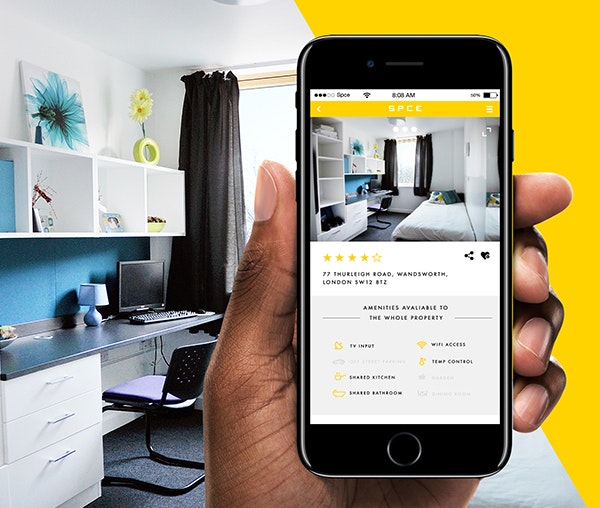 Spce 8:08 AM 50%
SPCE
77 THURLEIGH ROAD, WANDSWORTH,
LONDON SW12 8TZ
AMENITIES AVALIABLE TO
THE WHOLE PROPERTY
TV INPUT WIFI ACCESS
OFF STREET PARKING TEMP CONTROL
SHARED KITCHEN GARDEN
SHARED BATHROOM DINING ROOM